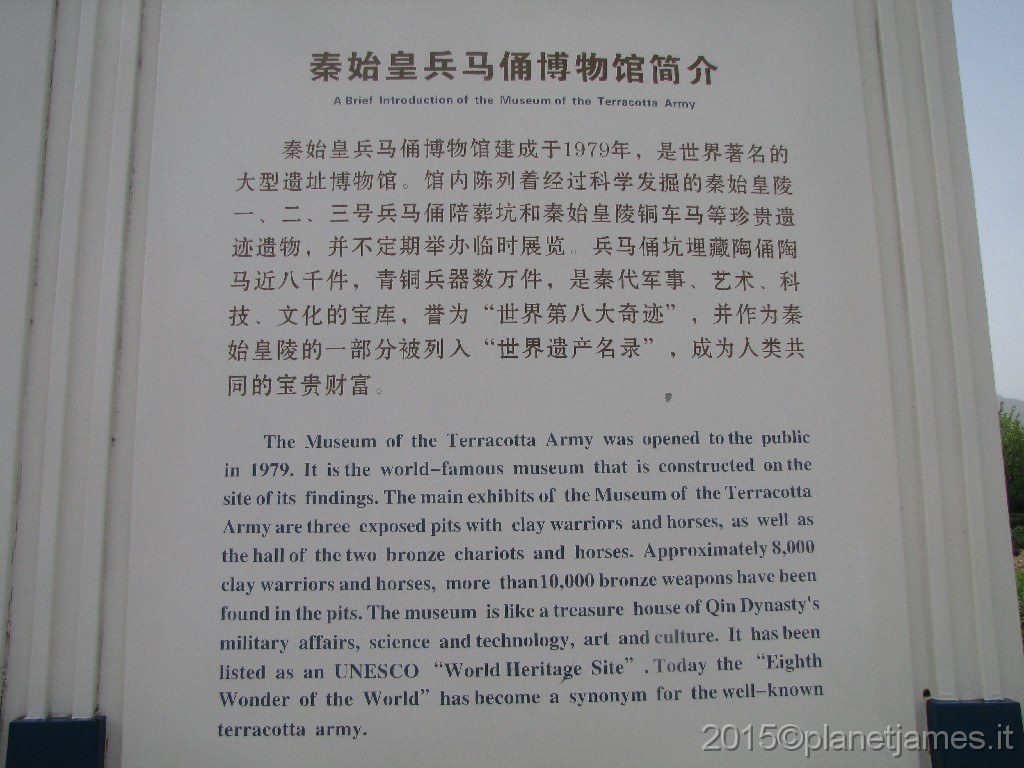 秦始皇兵马俑博物馆简介
A Brief Introduction of the Museum of the Terracotta Army
秦始皇兵马俑博物馆建成于1979年，是世界著名的
大型遗址博物馆。馆内陈列着经过科学发掘的秦始皇陵
一、二、三号兵马俑陪葬坑和秦始皇陵铜车马等珍贵遗
迹遗物，并不定期举办临时展览。兵马俑坑埋藏陶俑陶
马近八千件，青铜兵器数万件，是秦代军事、艺术、科
技、文化的宝库，誉为“世界第八大奇迹”，并作为秦
始皇陵的一部分被列入“世界遗产名录”，成为人类共
同的宝贵财富。
The Museum of the Terracotta Army was opened to the public
in 1979. It is the world-famous museum that is constructed on the
site of its findings. The main exhibits of the Museum of the Terracotta
Army are three exposed pits with clay warriors and horses, as well as
the hall of the two bronze chariots and horses. Approximately 8,000
clay warriors and horses, more than10,000 bronze weapons have been
found in the pits. The museum is like a treasure house of Qin Dynasty's
military affairs, science and technology, art and culture. It has been
listed as an UNESCO “World Heritage Site” . Today the “Eighth
Wonder of the World” has become a synonym for the well-known
terracotta army.
2015©planetjames.it